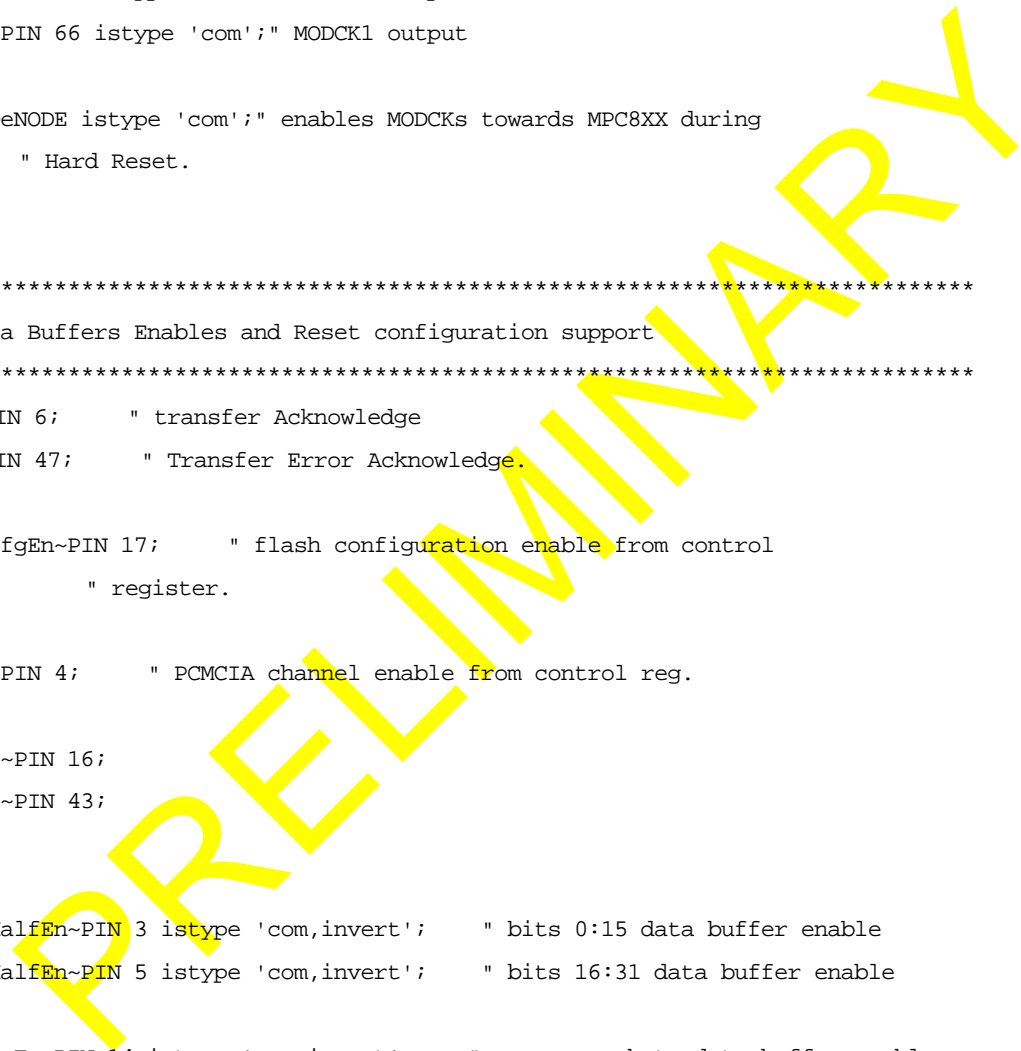 PIN 66 istype 'com';" MODCK1 output
eNODE istype 'com';" enables MODCKs towards MPC8XX during
" Hard Reset.
*************************************************************************
a Buffers Enables and Reset configuration support
*************************************************************************
IN 6; " transfer Acknowledge
IN 47; " Transfer Error Acknowledge.
fgEn~PIN 17; " flash configuration enable from control
" register.
PIN 4; " PCMCIA channel enable from control reg.
~PIN 16;
~PIN 43;
alfEn~PIN 3 istype 'com,invert'; " bits 0:15 data buffer enable
alfEn~PIN 5 istype 'com,invert'; " bits 16:31 data buffer enable
PRELIMINARY